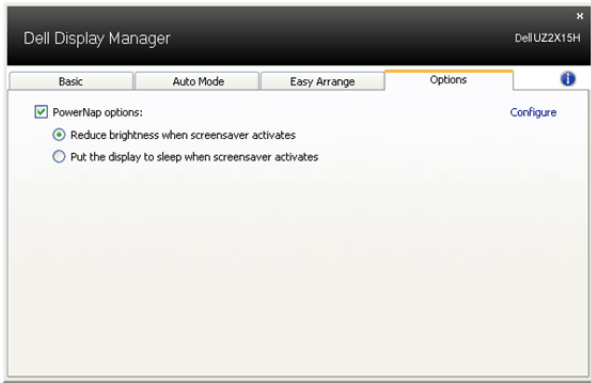 Dell Display Manager
Dell UZ2X15H
Basic
Auto Mode
Easy Arrange
Options
PowerNap options:
Configure
Reduce brightness when screensaver activates
Put the display to sleep when screensaver activates